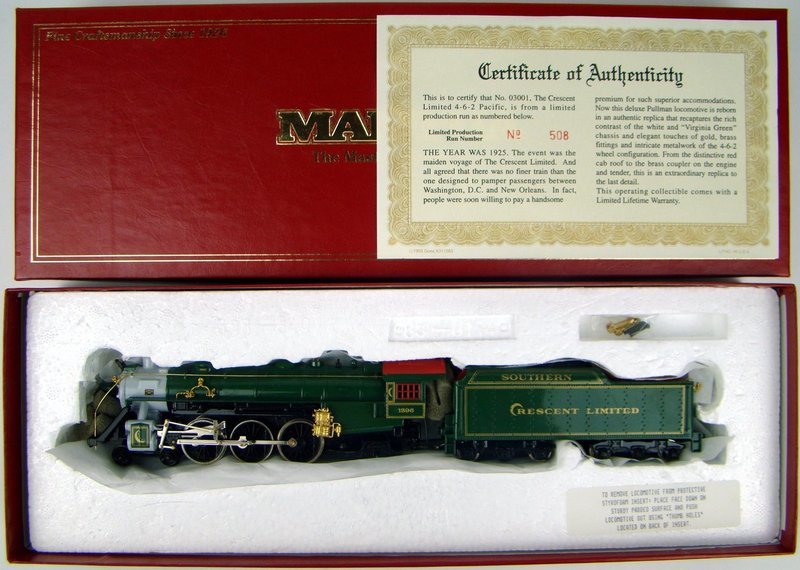 Fine Craftsmanship Since 1926
MA
The
Certificate of Authenticity
This is to certify that No. 03001, The Crescent
Limited 4-6-2 Pacific, is from a limited
production run as numbered below.
Limited Production
Run Number
Nº 508
THE YEAR WAS 1925. The event was the
maiden voyage of The Crescent Limited. And
all agreed that there was no finer train than the
one designed to pamper passengers between
Washington, D.C. and New Orleans. In fact,
people were soon willing to pay a handsome
premium for such superior accommodations.
Now this deluxe Pullman locomotive is reborn
in an authentic replica that recaptures the rich
contrast of the white and “Virginia Green”
chassis and elegant touches of gold, brass
fittings and intricate metalwork of the 4-6-2
wheel configuration. From the distinctive red
cab roof to the brass coupler on the engine
and tender, this is an extraordinary replica to
the last detail.
This operating collectible comes with a
Limited Lifetime Warranty.
1396
SOUTHERN
CRESCENT LIMITED
TO REMOVE LOCOMOTIVE FROM PROTECTIVE
STYROFOAM INSERT: PLACE FACE DOWN ON
STURDY PADDED SURFACE AND PUSH
LOCOMOTIVE OUT USING "THUMB HOLES"
LOCATED ON BACK OF INSERT.